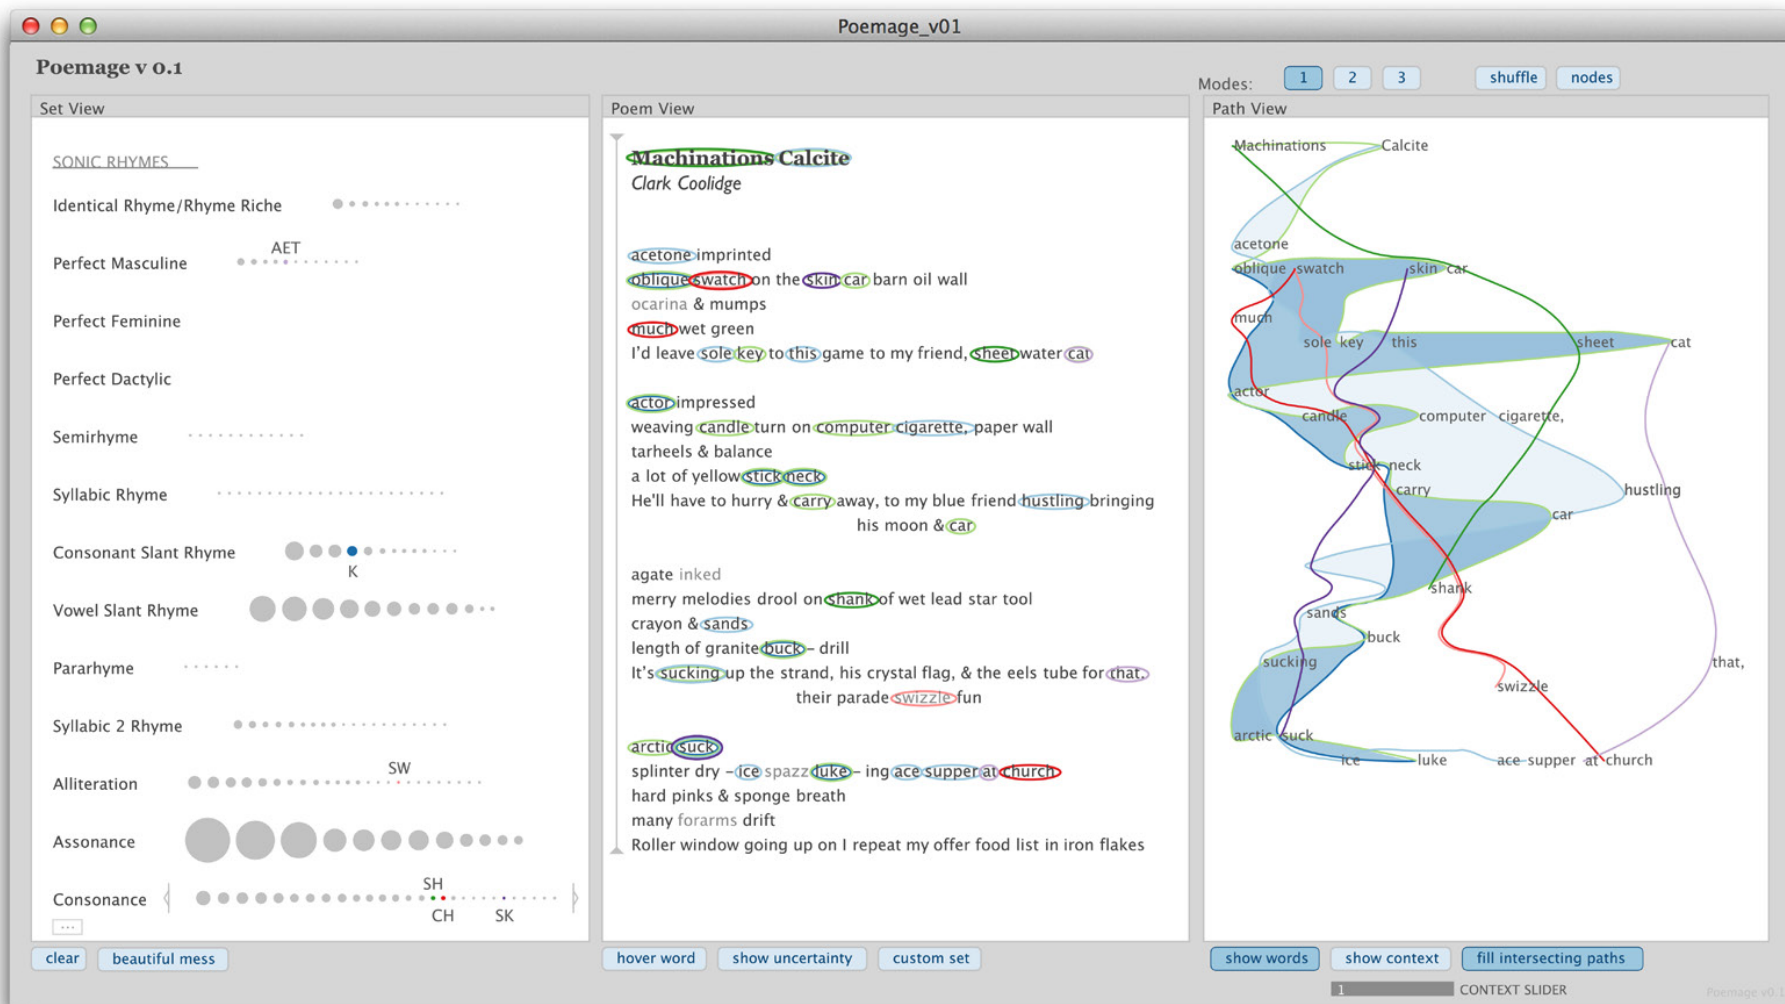 Poemage_v01
Poemage v 0.1
Modes:
1
2
3
shuffle
nodes
Set View
SONIC RHYMES
Identical Rhyme/Rhyme Riche
AET
Perfect Masculine
Perfect Feminine
Perfect Dactylic
Semirhyme
Syllabic Rhyme
Consonant Slant Rhyme
K
Vowel Slant Rhyme
Pararhyme
Syllabic 2 Rhyme
SW
Alliteration
Assonance
SH
Consonance
CH SK
...
clear
beautiful mess
Poem View
Machinations Calcite
Clark Coolidge
acetone imprinted
oblique swatch on the skin car barn oil wall
ocarina & mumps
much wet green
I'd leave sole key to this game to my friend, sheet water cat
actor impressed
weaving candle turn on computer cigarette, paper wall
tarheels & balance
a lot of yellow stick neck
He'll have to hurry & carry away, to my blue friend hustling bringing
his moon & car
agate inked
merry melodies drool on shank of wet lead star tool
crayon & sands
length of granite buck – drill
It's sucking up the strand, his crystal flag, & the eels tube for that,
their parade swizzle fun
arctic suck
splinter dry – ice spazz luke – ing ace supper at church
hard pinks & sponge breath
many forarms drift
Roller window going up on I repeat my offer food list in iron flakes
hover word
show uncertainty
custom set
Path View
Machinations Calcite
acetone
oblique swatch skin car
much
sole key this sheet cat
actor
candle computer cigarette,
stick neck
carry hustling
car
shank
sands
buck
sucking that,
swizzle
arctic suck
ice luke ace supper at church
show words
show context
fill intersecting paths
1 CONTEXT SLIDER
Poemage v0.1